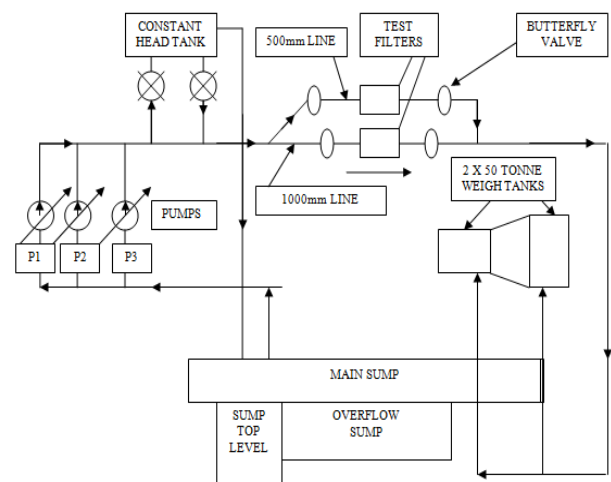 CONSTANT
HEAD TANK
500mm LINE
TEST
FILTERS
BUTTERFLY
VALVE
1000mm LINE
2 X 50 TONNE
WEIGH TANKS
PUMPS
P1
P2
P3
MAIN SUMP
SUMP
TOP
LEVEL
OVERFLOW
SUMP